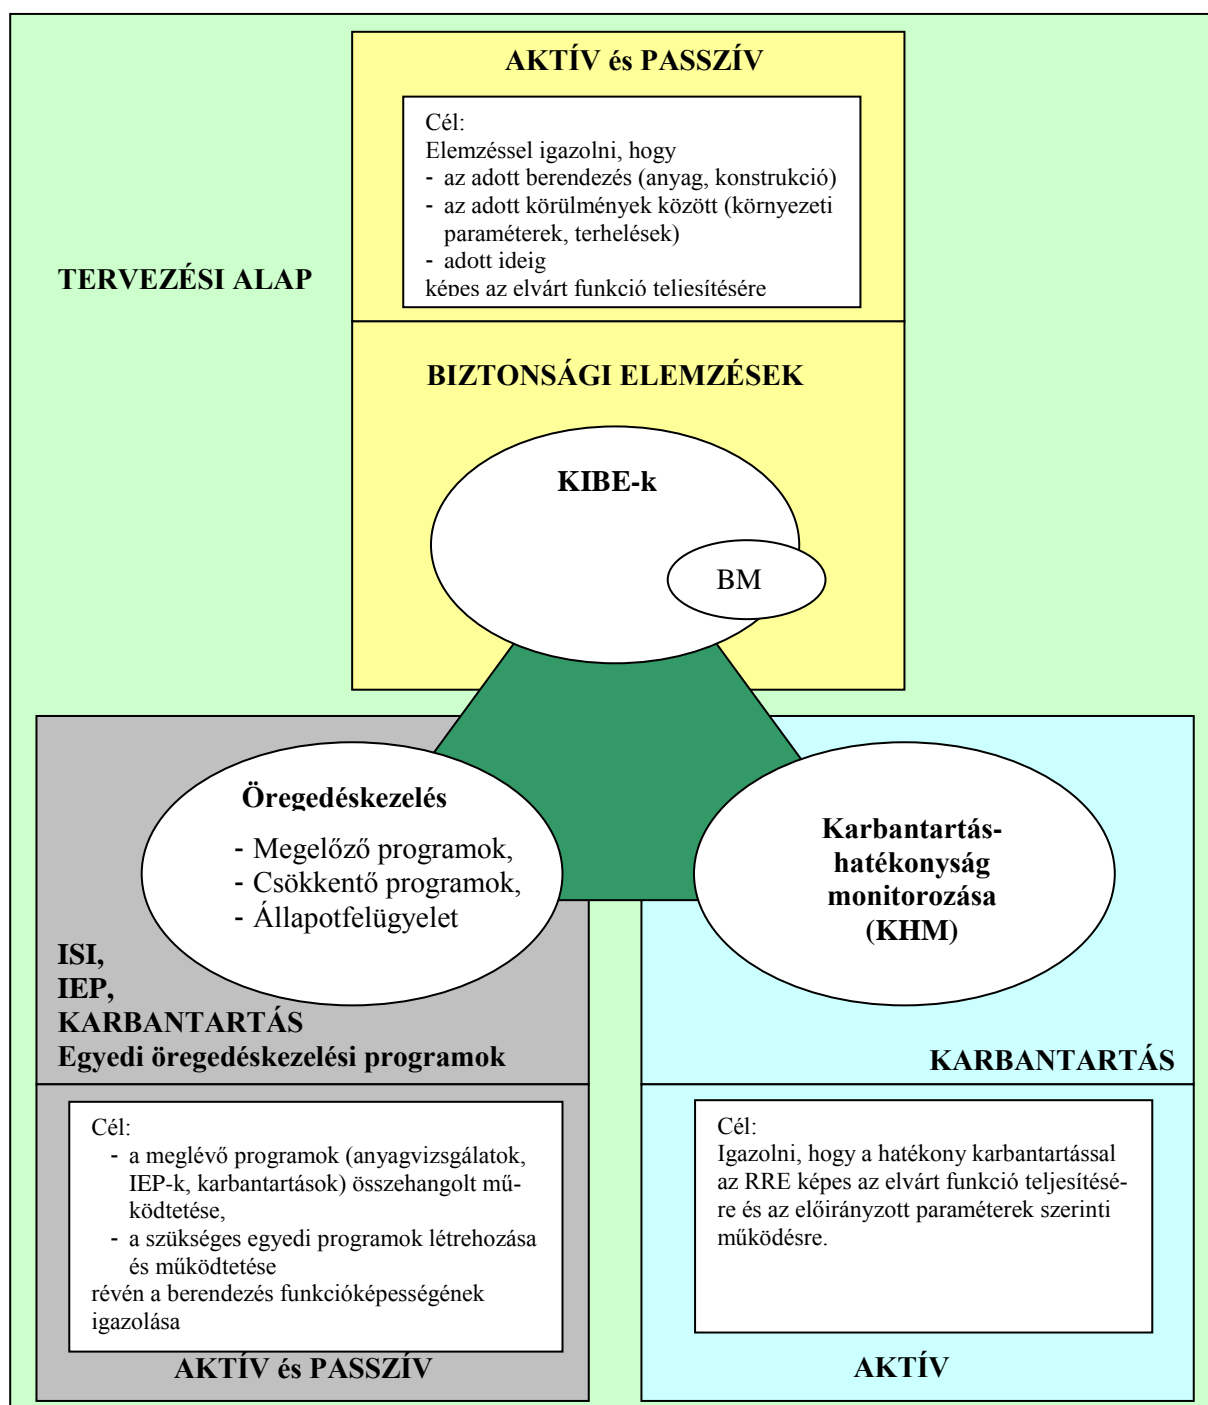 AKTÍV és PASSZÍV
Cél:
Elemzéssel igazolni, hogy
- az adott berendezés (anyag, konstrukció)
- az adott körülmények között (környezeti
paraméterek, terhelések)
- adott ideig
képes az elvárt funkció teljesítésére
TERVEZÉSI ALAP
BIZTONSÁGI ELEMZÉSEK
KIBE-k
BM
Öregedéskezelés
- Megelőző programok,
- Csökkentő programok,
- Állapotfelügyelet
ISI,
IEP,
KARBANTARTÁS
Egyedi öregedéskezelési programok
Karbantartás-
hatékonyság
monitorozása
(KHM)
KARBANTARTÁS
Cél:
- a meglévő programok (anyagvizsgálatok,
IEP-k, karbantartások) összehangolt mű-
ködtetése,
- a szükséges egyedi programok létrehozása
és működtetése
révén a berendezés funkcióképességének
igazolása
AKTÍV és PASSZÍV
Cél:
Igazolni, hogy a hatékony karbantartással
az RRE képes az elvárt funkció teljesítésé-
re és az előirányzott paraméterek szerinti
működésre.
AKTÍV